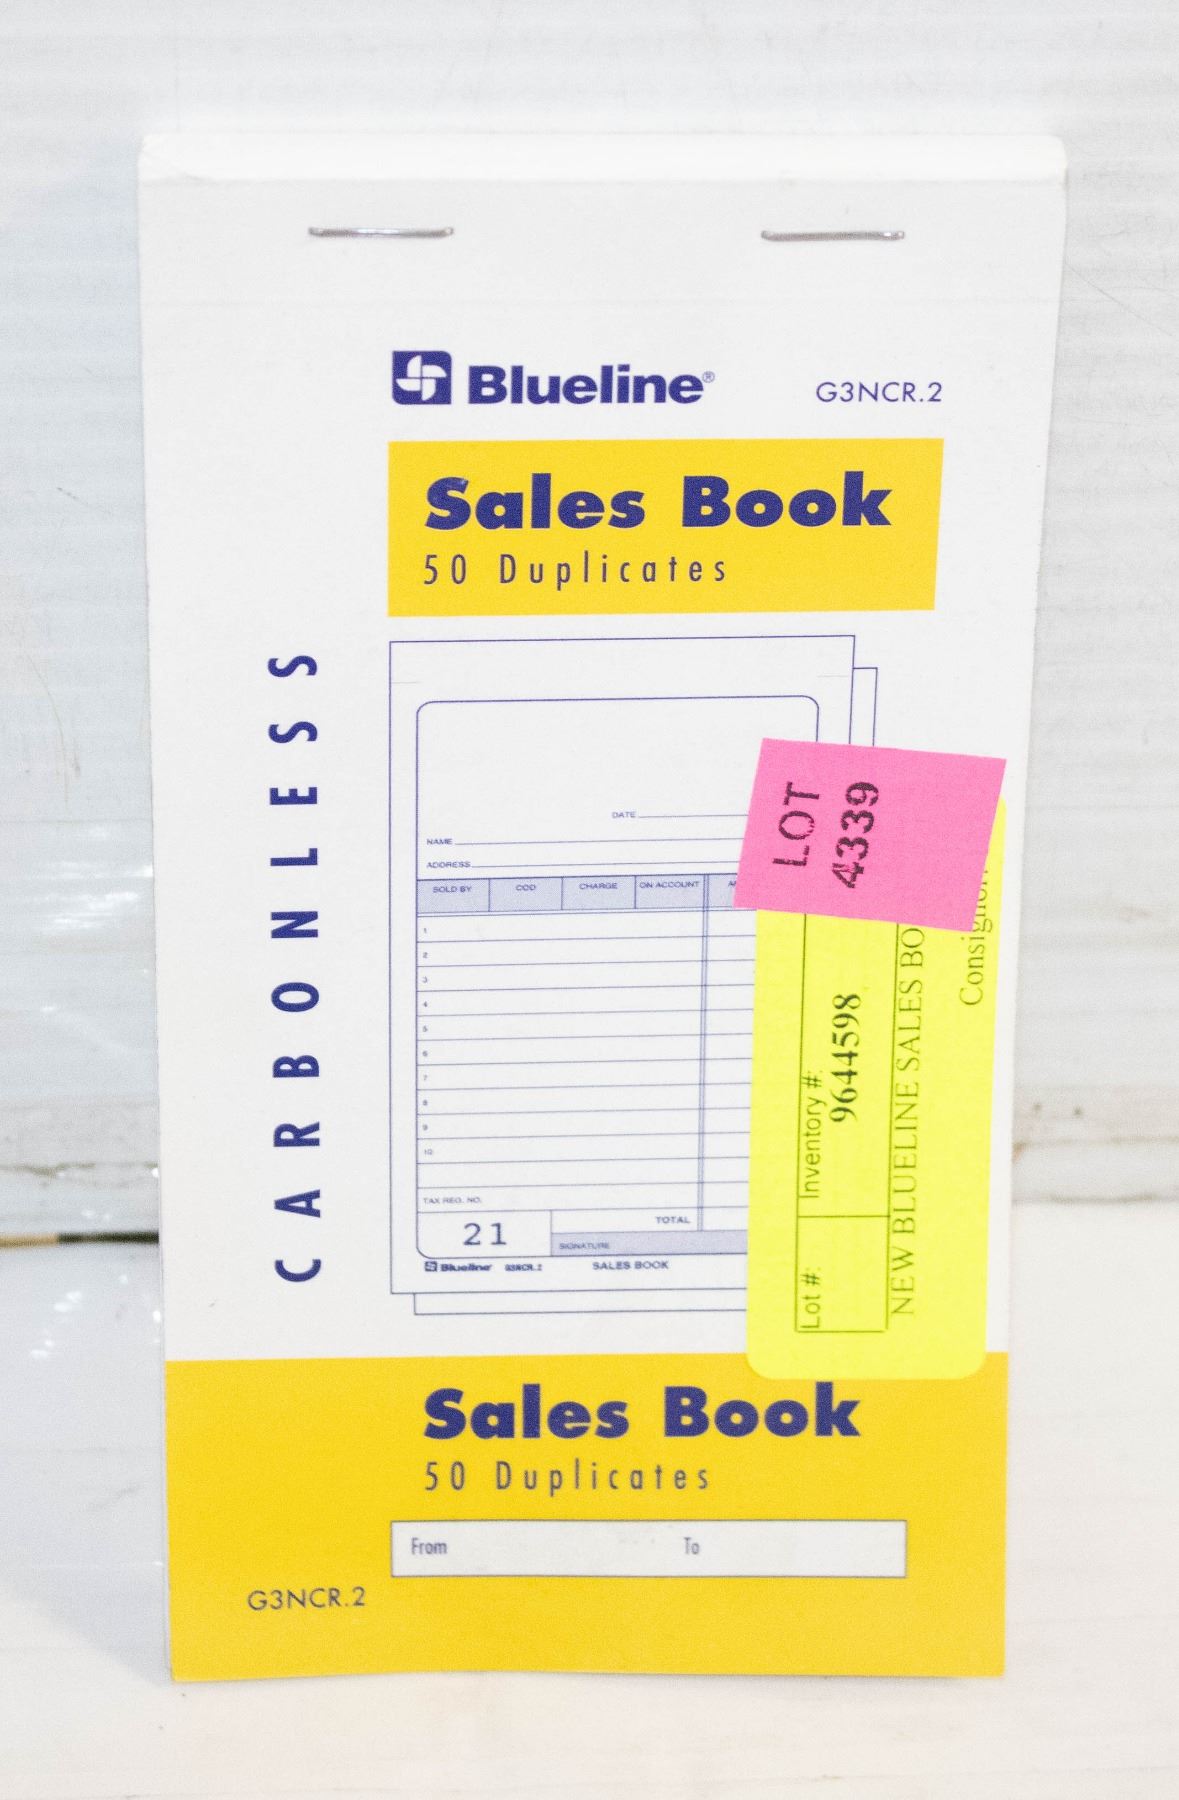 Blueline®
G3NCR.2
Sales Book
50 Duplicates
CARBONLESS
DATE
NAME
ADDRESS
SOLD BY COD CHARGE ON ACCOUNT
1
2
3
4
5
6
7
8
9
10
TAX REG. NO.
21
TOTAL
SIGNATURE
Blueline G3NCR.2 SALES BOOK
LOT
4339
Lot #: Inventory #:
9644598
NEW BLUELINE SALES BO
Sales Book
50 Duplicates
From To
G3NCR.2